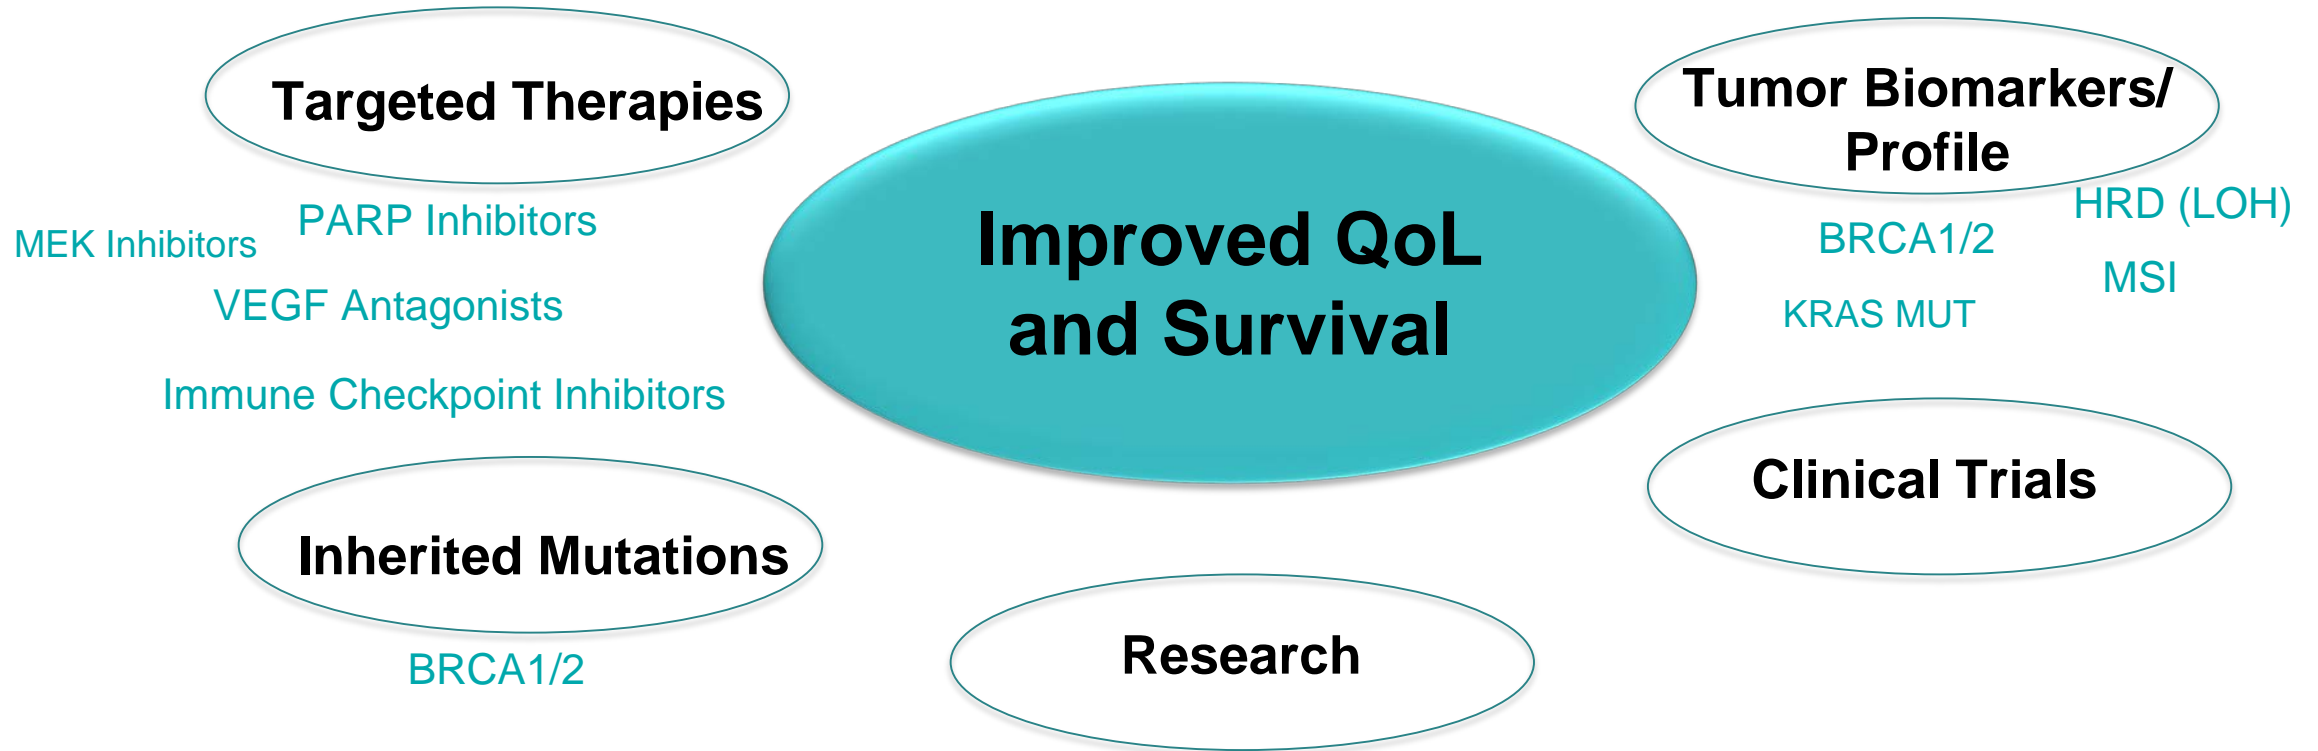 Targeted Therapies
MEK Inhibitors
PARP Inhibitors
VEGF Antagonists
Immune Checkpoint Inhibitors
Inherited Mutations
BRCA1/2
Improved QoL
and Survival
Research
Tumor Biomarkers/
Profile
HRD (LOH)
BRCA1/2
MSI
KRAS MUT
Clinical Trials